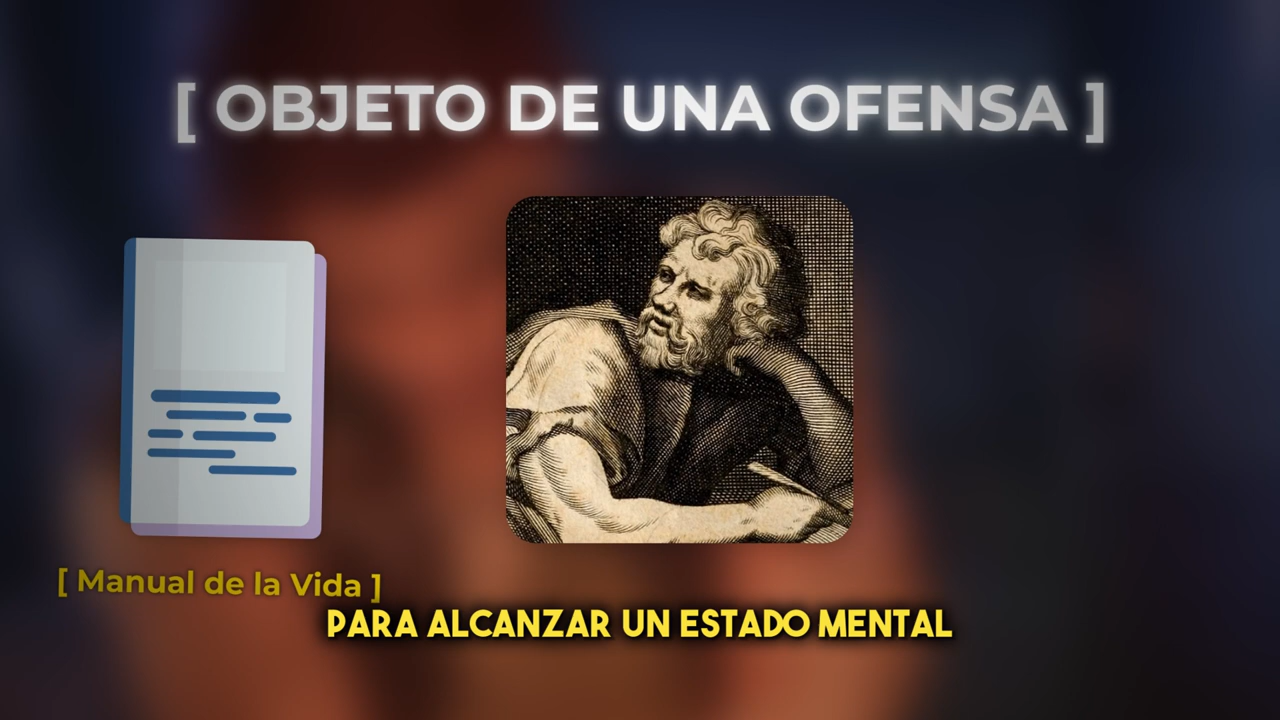 [ OBJETO DE UNA OFENSA ]
[ Manual de la Vida ]
PARA ALCANZAR UN ESTADO MENTAL